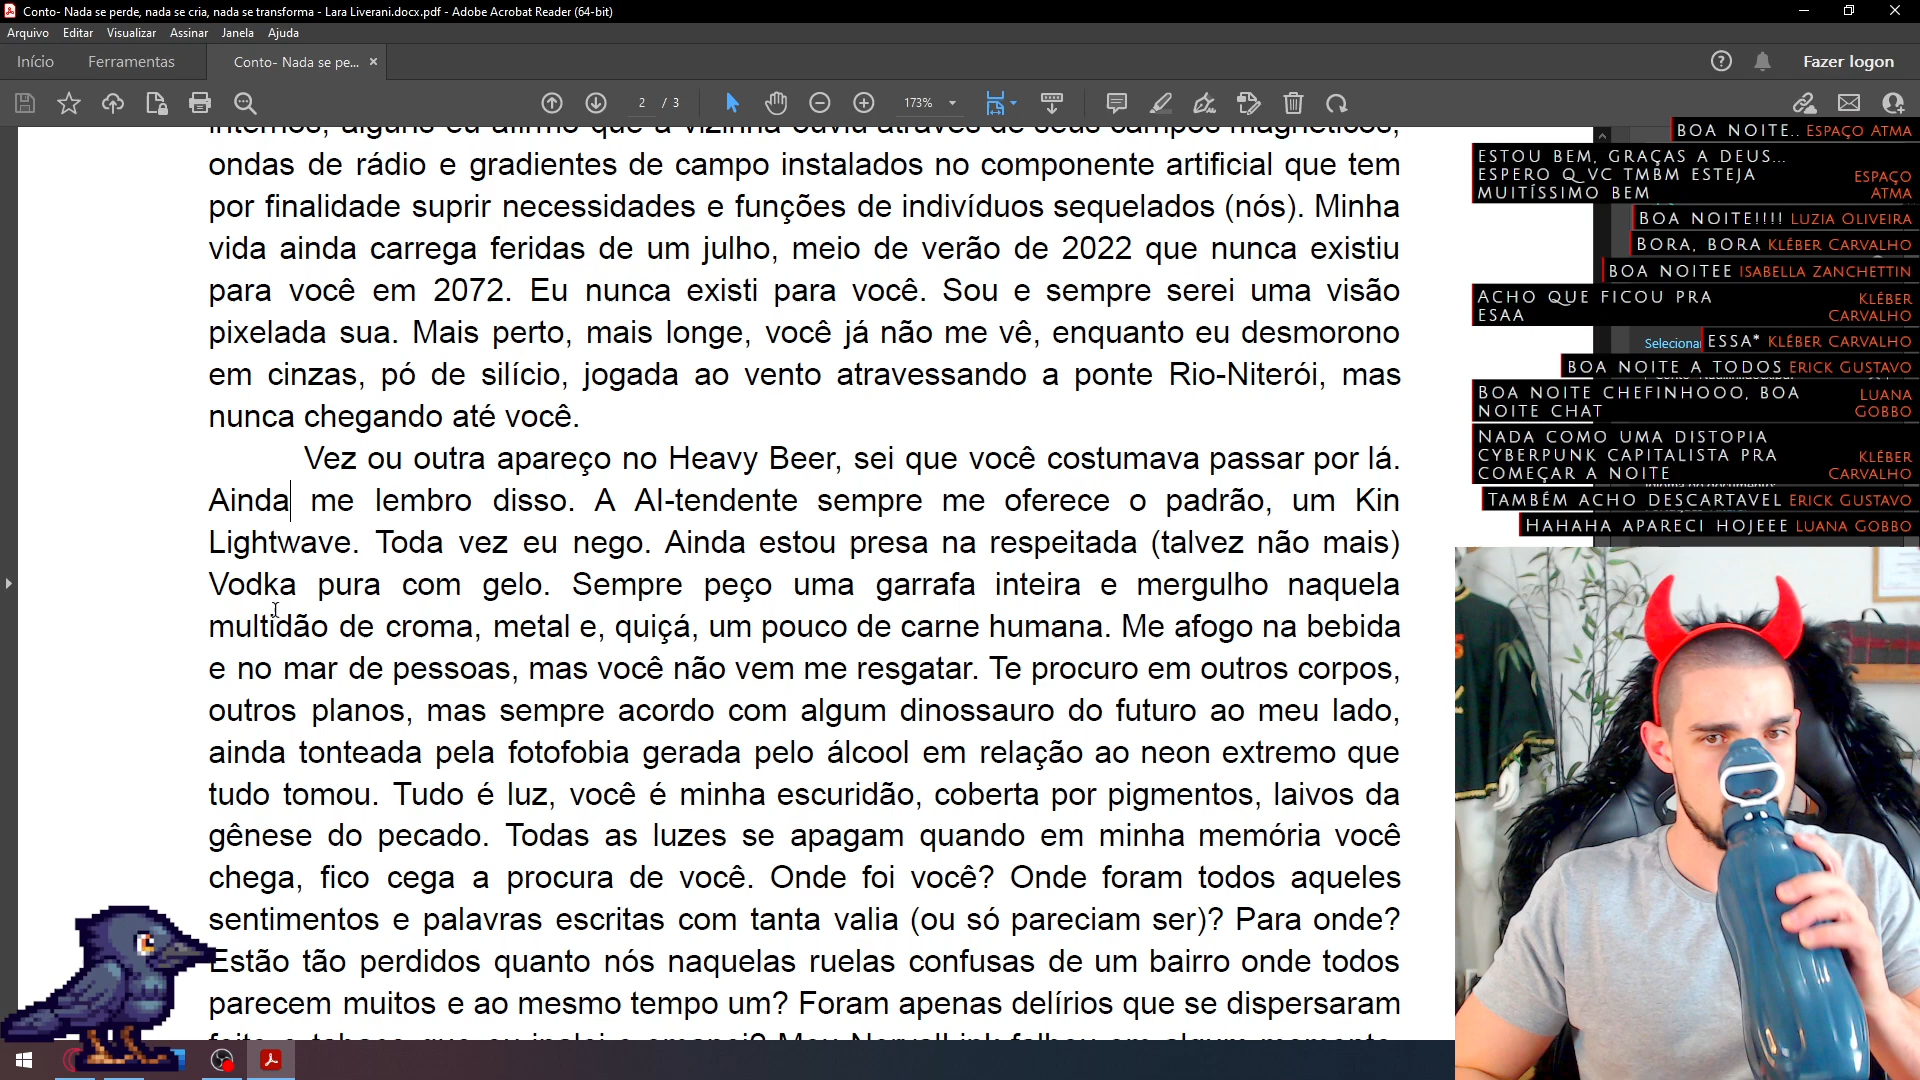 Conto- Nada se perde, nada se cria, nada se transforma - Lara Liverani.docx.pdf - Adobe Acrobat Reader (64-bit)
Arquivo Editar Visualizar Assinar Janela Ajuda
Início Ferramentas Conto- Nada se pe... × Fazer logon
2 / 3 173%
internos, alguns eu afirmo que a vizinha ouviu através de seus campos magnéticos,
ondas de rádio e gradientes de campo instalados no componente artificial que tem
por finalidade suprir necessidades e funções de indivíduos sequelados (nós). Minha
vida ainda carrega feridas de um julho, meio de verão de 2022 que nunca existiu
para você em 2072. Eu nunca existi para você. Sou e sempre serei uma visão
pixelada sua. Mais perto, mais longe, você já não me vê, enquanto eu desmorono
em cinzas, pó de silício, jogada ao vento atravessando a ponte Rio-Niterói, mas
nunca chegando até você.
Vez ou outra apareço no Heavy Beer, sei que você costumava passar por lá.
Ainda me lembro disso. A AI-tendente sempre me oferece o padrão, um Kin
Lightwave. Toda vez eu nego. Ainda estou presa na respeitada (talvez não mais)
Vodka pura com gelo. Sempre peço uma garrafa inteira e mergulho naquela
multidão de croma, metal e, quiçá, um pouco de carne humana. Me afogo na bebida
e no mar de pessoas, mas você não vem me resgatar. Te procuro em outros corpos,
outros planos, mas sempre acordo com algum dinossauro do futuro ao meu lado,
ainda tonteada pela fotofobia gerada pelo álcool em relação ao neon extremo que
tudo tomou. Tudo é luz, você é minha escuridão, coberta por pigmentos, laivos da
gênese do pecado. Todas as luzes se apagam quando em minha memória você
chega, fico cega a procura de você. Onde foi você? Onde foram todos aqueles
sentimentos e palavras escritas com tanta valia (ou só pareciam ser)? Para onde?
Estão tão perdidos quanto nós naquelas ruelas confusas de um bairro onde todos
parecem muitos e ao mesmo tempo um? Foram apenas delírios que se dispersaram
BOA NOITE.. ESPAÇO ATMA
ESTOU BEM, GRAÇAS A DEUS...
ESPERO Q VC TMBM ESTEJA
MUITÍSSIMO BEM ESPAÇO ATMA
BOA NOITE!!!! LUZIA OLIVEIRA
BORA, BORA KLÉBER CARVALHO
BOA NOITEE ISABELLA ZANCHETTIN
ACHO QUE FICOU PRA
ESAA KLÉBER CARVALHO
Selecionar
ESSA* KLÉBER CARVALHO
BOA NOITE A TODOS ERICK GUSTAVO
BOA NOITE CHEFINHOOO, BOA
NOITE CHAT LUANA GOBBO
NADA COMO UMA DISTOPIA
CYBERPUNK CAPITALISTA PRA
COMEÇAR A NOITE KLÉBER CARVALHO
TAMBÉM ACHO DESCARTAVEL ERICK GUSTAVO
HAHAHA APARECI HOJEEE LUANA GOBBO